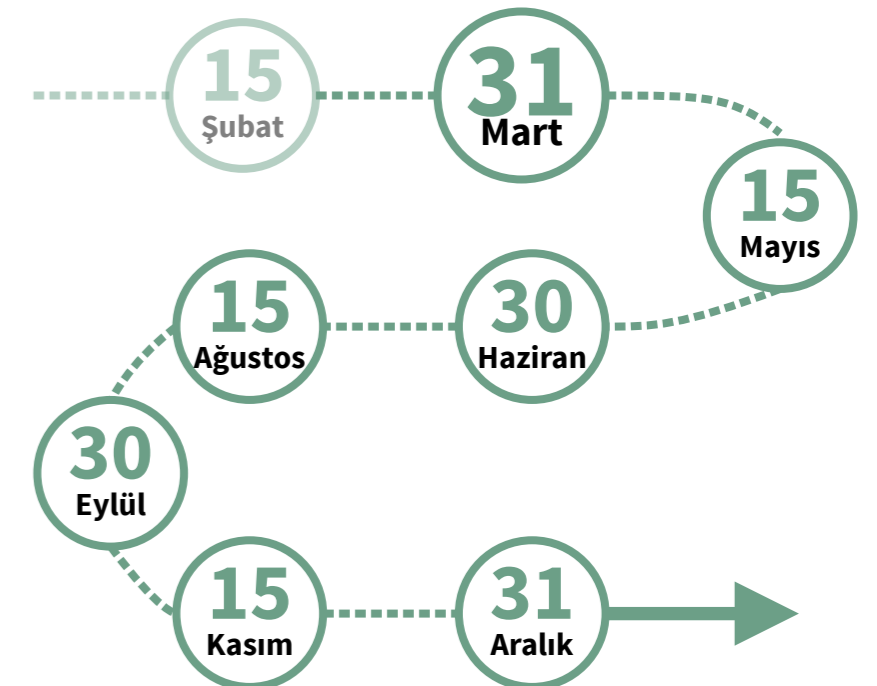 15
Şubat
31
Mart
15
Mayıs
30
Haziran
15
Ağustos
30
Eylül
15
Kasım
31
Aralık